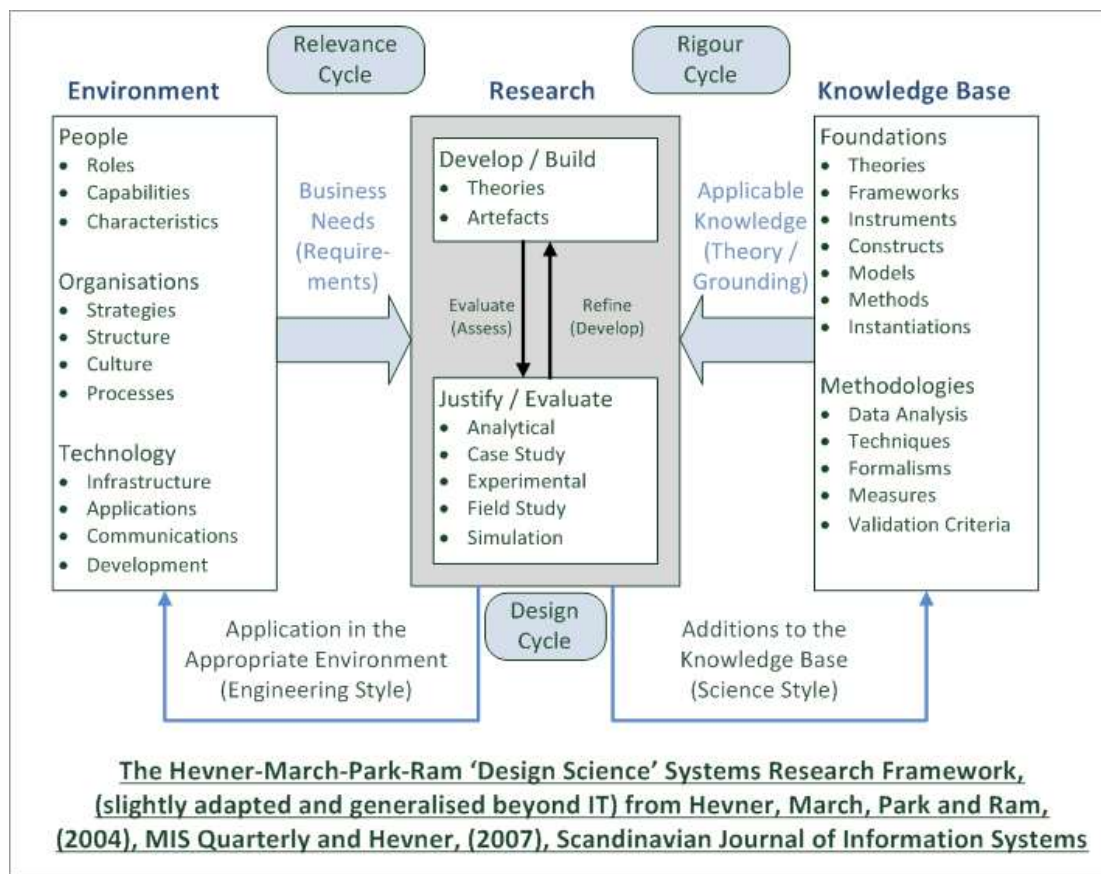 Relevance
Cycle
Rigour
Cycle
Environment
Research
Knowledge Base
People
• Roles
• Capabilities
• Characteristics
Organisations
• Strategies
• Structure
• Culture
• Processes
Technology
• Infrastructure
• Applications
• Communications
• Development
Business
Needs
(Require-
ments)
Develop / Build
• Theories
• Artefacts
Evaluate
(Assess)
Refine
(Develop)
Justify / Evaluate
• Analytical
• Case Study
• Experimental
• Field Study
• Simulation
Applicable
Knowledge
(Theory /
Grounding)
Foundations
• Theories
• Frameworks
• Instruments
• Constructs
• Models
• Methods
• Instantiations
Methodologies
• Data Analysis
• Techniques
• Formalisms
• Measures
• Validation Criteria
Application in the
Appropriate Environment
(Engineering Style)
Design
Cycle
Additions to the
Knowledge Base
(Science Style)
The Hevner-March-Park-Ram ‘Design Science’ Systems Research Framework,
(slightly adapted and generalised beyond IT) from Hevner, March, Park and Ram,
(2004), MIS Quarterly and Hevner, (2007), Scandinavian Journal of Information Systems